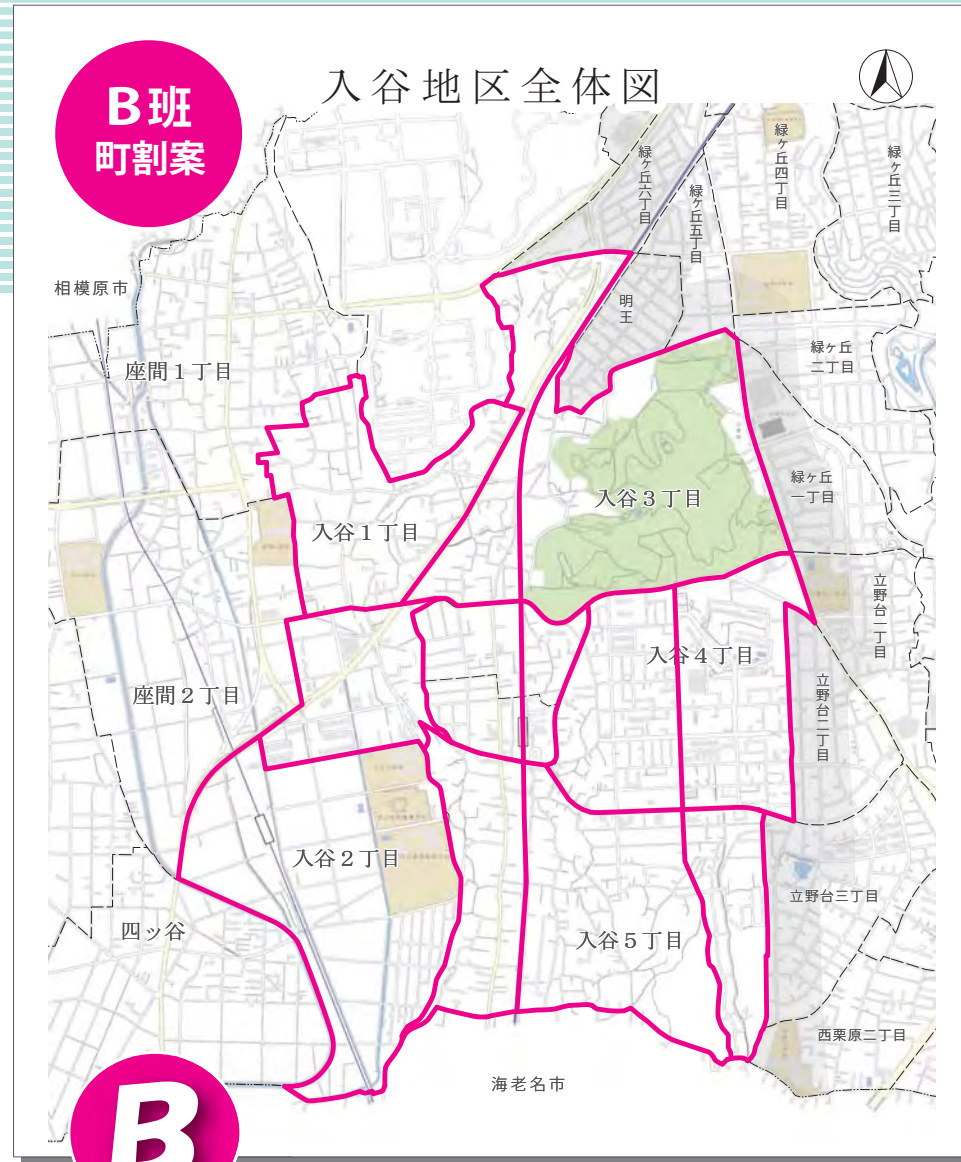 B班
町割案
入谷地区全体図
緑ヶ丘六丁目
緑ヶ丘五丁目
緑ヶ丘四丁目
緑ヶ丘三丁目
相模原市
明王
座間1丁目
緑ヶ丘
二丁目
緑ヶ丘
一丁目
入谷3丁目
入谷1丁目
立野台一丁目
入谷4丁目
座間2丁目
立野台二丁目
入谷2丁目
立野台三丁目
四ッ谷
入谷5丁目
西栗原二丁目
海老名市
B